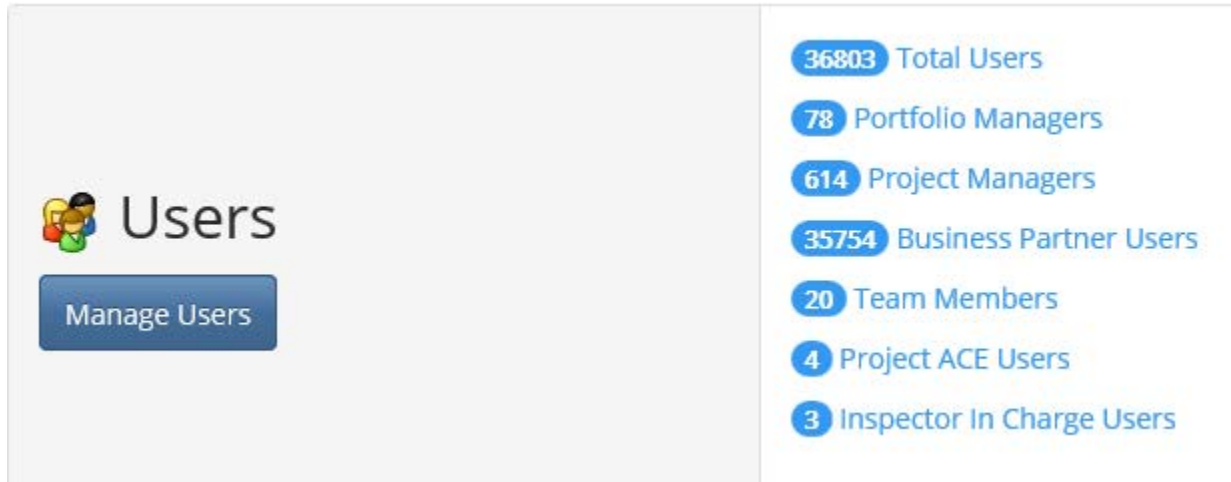 Users
Manage Users
36803 Total Users
78 Portfolio Managers
614 Project Managers
35754 Business Partner Users
20 Team Members
4 Project ACE Users
3 Inspector In Charge Users